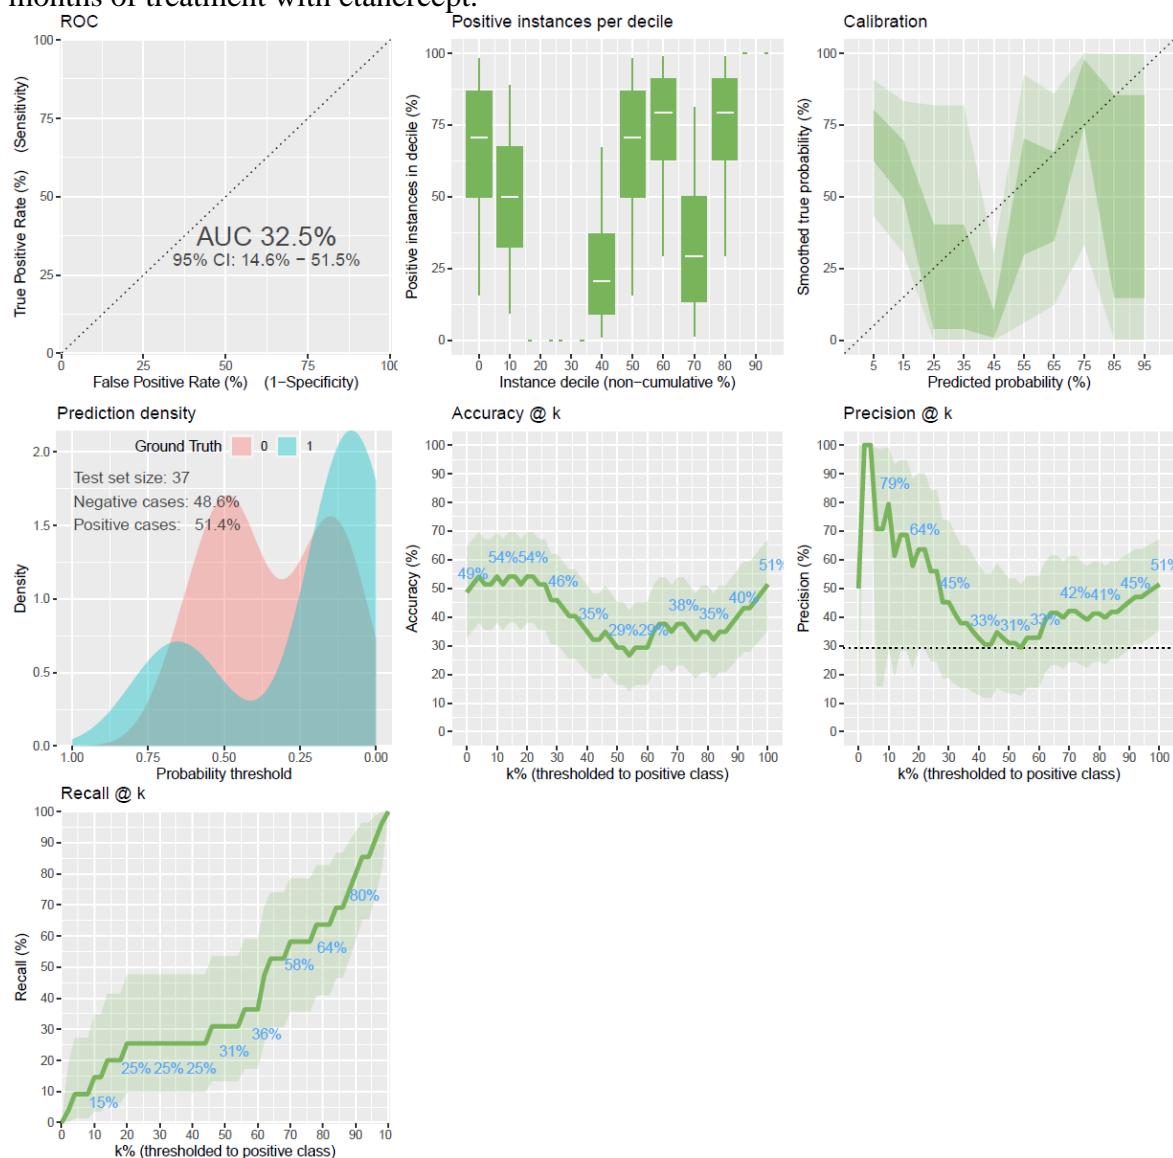 months of treatment with etanercept.
ROC
100
75
50
25
0
True Positive Rate (%) (Sensitivity)
AUC 32.5%
95% CI: 14.6% − 51.5%
0 25 50 75 100
False Positive Rate (%) (1−Specificity)
Positive instances per decile
100
75
50
25
0
Positive instances in decile (%)
0 10 20 30 40 50 60 70 80 90
Instance decile (non−cumulative %)
Calibration
100
75
50
25
0
Smoothed true probability (%)
5 15 25 35 45 55 65 75 85 95
Predicted probability (%)
Prediction density
Ground Truth 0 1
Test set size: 37
Negative cases: 48.6%
Positive cases: 51.4%
2.0
1.5
1.0
0.5
0.0
Density
1.00 0.75 0.50 0.25 0.00
Probability threshold
Accuracy @ k
100
90
80
70
60
50
40
30
20
10
0
Accuracy (%)
49% 54% 54% 46% 35% 29% 29% 38% 35% 40% 51%
0 10 20 30 40 50 60 70 80 90 100
k% (thresholded to positive class)
Precision @ k
100
90
80
70
60
50
40
30
20
10
0
Precision (%)
79% 64% 45% 33% 31% 33% 42% 41% 45% 51%
0 10 20 30 40 50 60 70 80 90 100
k% (thresholded to positive class)
Recall @ k
100
90
80
70
60
50
40
30
20
10
0
Recall (%)
15% 25% 25% 25% 31% 36% 58% 64% 80%
0 10 20 30 40 50 60 70 80 90 10
k% (thresholded to positive class)